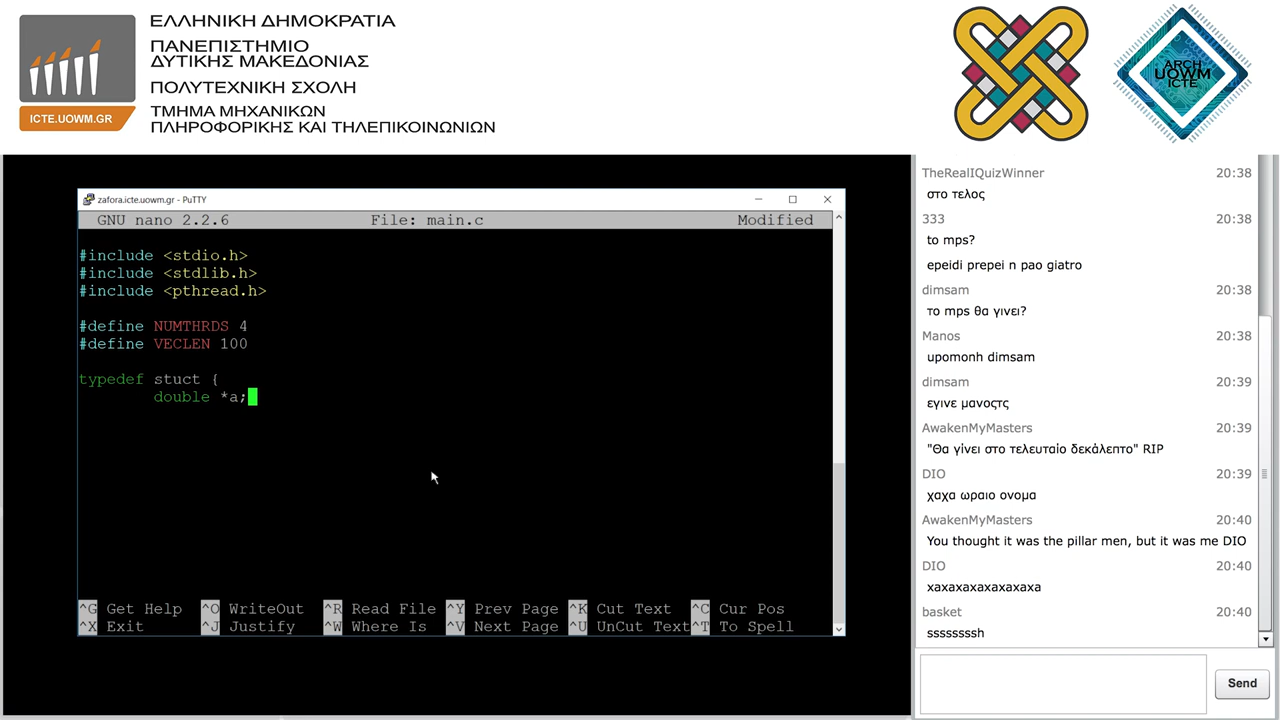 ICTE.UOWM.GR
ΕΛΛΗΝΙΚΗ ΔΗΜΟΚΡΑΤΙΑ
ΠΑΝΕΠΙΣΤΗΜΙΟ
ΔΥΤΙΚΗΣ ΜΑΚΕΔΟΝΙΑΣ
ΠΟΛΥΤΕΧΝΙΚΗ ΣΧΟΛΗ
ΤΜΗΜΑ ΜΗΧΑΝΙΚΩΝ
ΠΛΗΡΟΦΟΡΙΚΗΣ ΚΑΙ ΤΗΛΕΠΙΚΟΙΝΩΝΙΩΝ
ARCH
UOWM
ICTE
zafora.icte.uowm.gr - PuTTY
GNU nano 2.2.6 File: main.c Modified
#include <stdio.h>
#include <stdlib.h>
#include <pthread.h>
#define NUMTHRDS 4
#define VECLEN 100
typedef stuct {
double *a;
^G Get Help ^O WriteOut ^R Read File ^Y Prev Page ^K Cut Text ^C Cur Pos
^X Exit ^J Justify ^W Where Is ^V Next Page ^U UnCut Text ^T To Spell
TheRealIQuizWinner 20:38
στο τελος
333 20:38
to mps?
epeidi prepei n pao giatro
dimsam 20:38
το mps θα γινει?
Manos 20:38
upomonh dimsam
dimsam 20:39
εγινε μανοςτς
AwakenMyMasters 20:39
"Θα γίνει στο τελευταίο δεκάλεπτο" RIP
DIO 20:39
χαχα ωραιο ονομα
AwakenMyMasters 20:40
You thought it was the pillar men, but it was me DIO
DIO 20:40
xaxaxaxaxaxaxaxa
basket 20:40
sssssssssh
Send